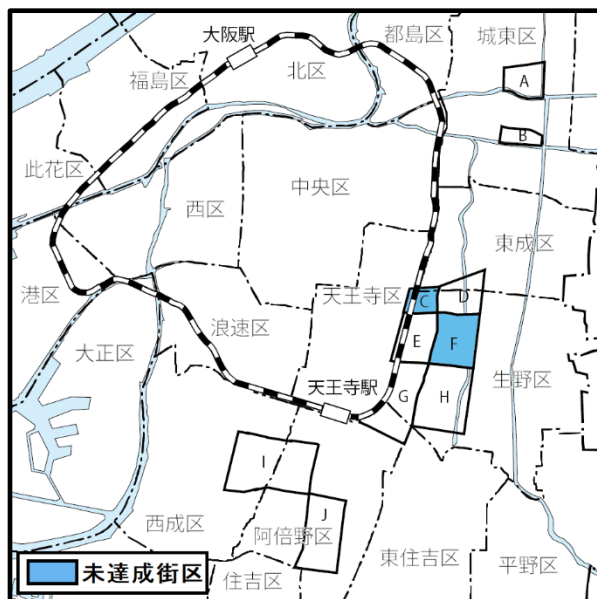 大阪駅
都島区
城東区
北区
福島区
A
B
此花区
中央区
西区
東成区
天王寺区
港区
C
D
浪速区
大正区
E
F
生野区
天王寺駅
G
H
I
J
西成区
阿倍野区
東住吉区
平野区
住吉区
未達成街区